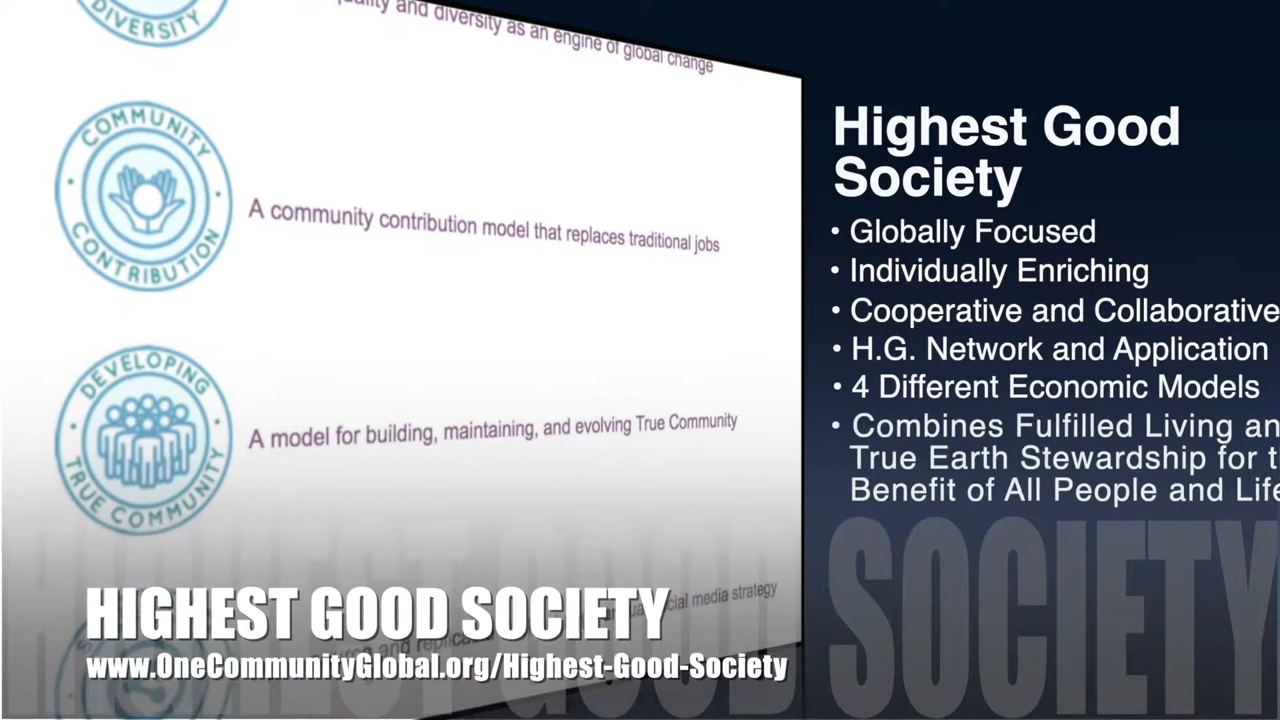 DIVERSITY
and diversity as an engine of global change
COMMUNITY
CONTRIBUTION
A community contribution model that replaces traditional jobs
DEVELOPING
TRUE COMMUNITY
A model for building, maintaining, and evolving True Community
social media strategy
and
Highest Good
Society
• Globally Focused
• Individually Enriching
• Cooperative and Collaborative
• H.G. Network and Application
• 4 Different Economic Models
• Combines Fulfilled Living an
True Earth Stewardship for t
Benefit of All People and Life
HIGHEST GOOD SOCIETY
HIGHEST GOOD SOCIETY
www.OneCommunityGlobal.org/Highest-Good-Society